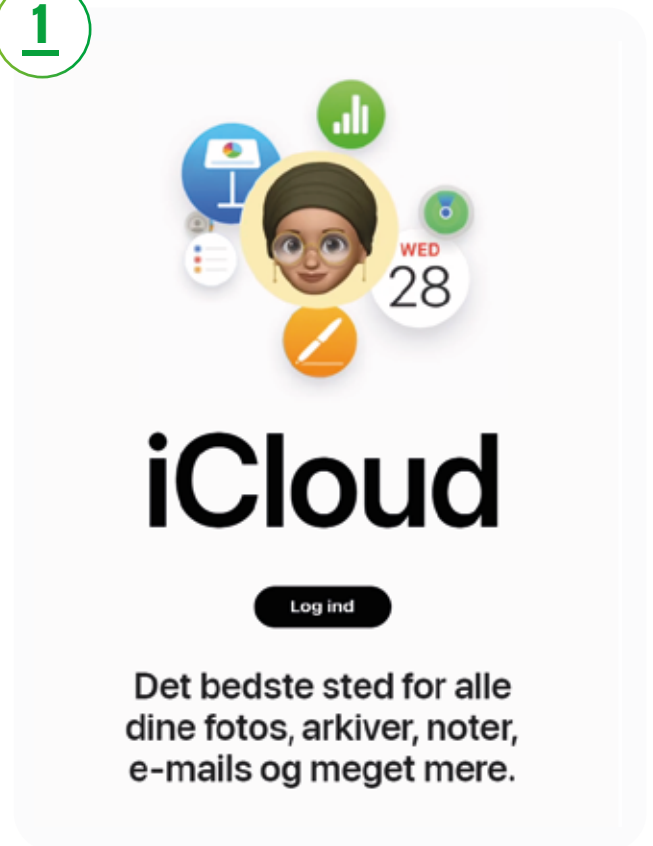 1
WED
28
iCloud
Log ind
Det bedste sted for alle
dine fotos, arkiver, noter,
e-mails og meget mere.